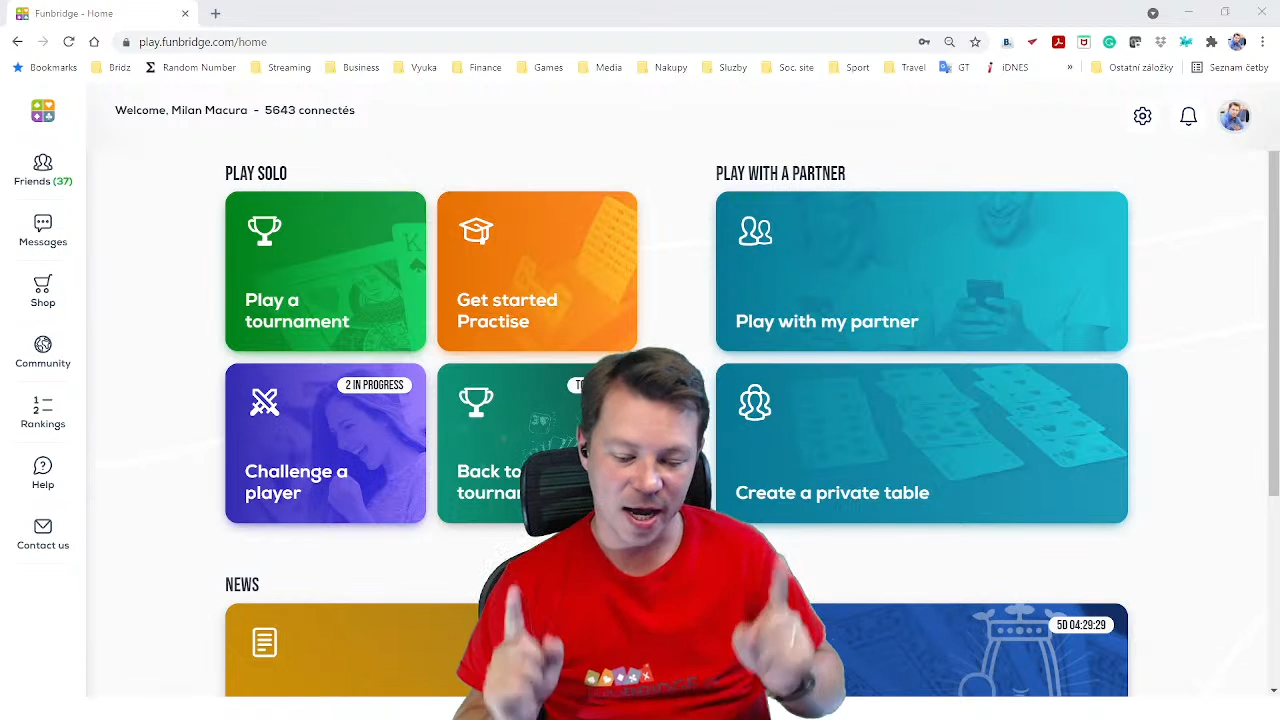 Funbridge - Home
play.funbridge.com/home
Bookmarks
Bridz
Random Number
Streaming
Business
Vyuka
Finance
Games
Media
Nakupy
Sluzby
Soc. site
Sport
Travel
GT
iDNES
»
Ostatní záložky
Seznam četby
Welcome, Milan Macura - 5643 connectés
Friends (37)
Messages
Shop
Community
Rankings
Help
Contact us
PLAY SOLO
Play a
tournament
Get started
Practise
2 IN PROGRESS
Challenge a
player
Back to
PLAY WITH A PARTNER
Play with my partner
Create a private table
NEWS
5D 04:29:29